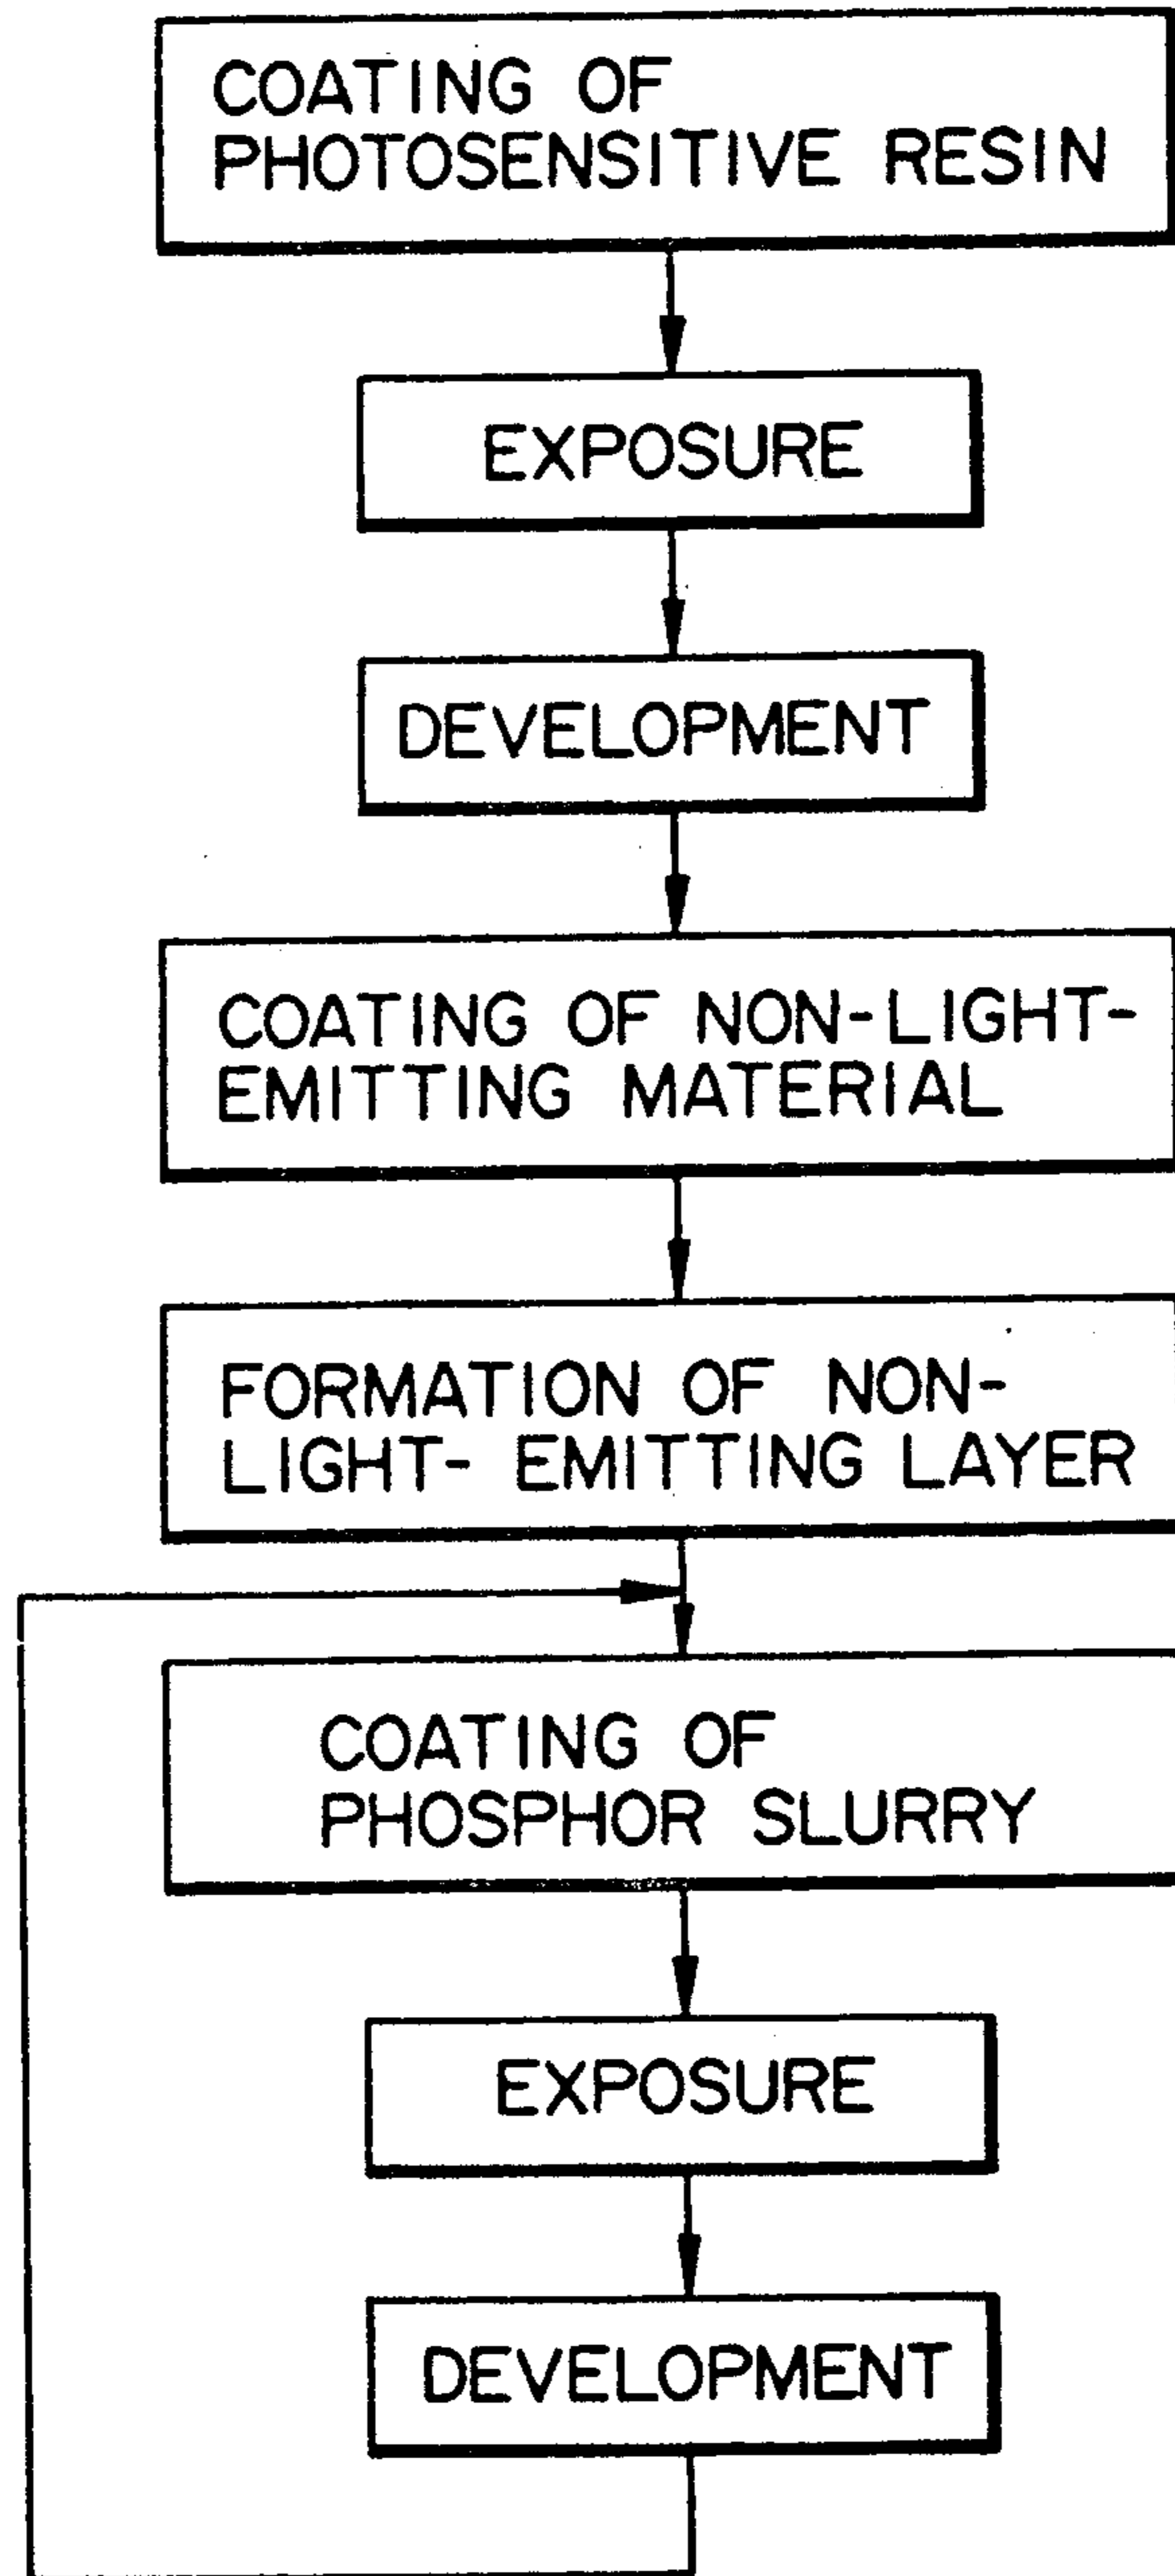 COATING OF
PHOTOSENSITIVE RESIN
EXPOSURE
DEVELOPMENT
COATING OF NON-LIGHT-
EMITTING MATERIAL
FORMATION OF NON-
LIGHT- EMITTING LAYER
COATING OF
PHOSPHOR SLURRY
EXPOSURE
DEVELOPMENT